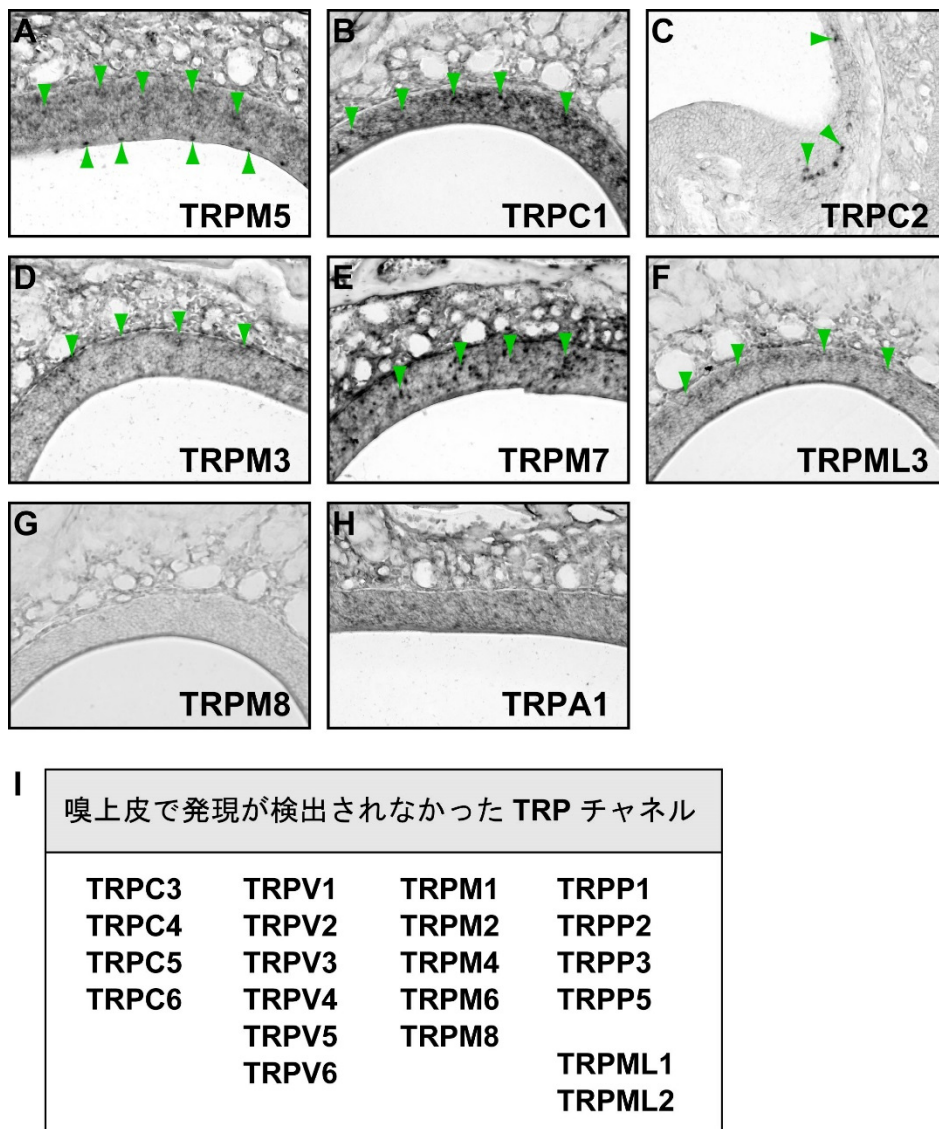 A
TRPM5
B
TRPC1
C
TRPC2
D
TRPM3
E
TRPM7
F
TRPML3
G
TRPM8
H
TRPA1
I
嗅上皮で発現が検出されなかった TRP チャネル
TRPC3 TRPV1 TRPM1 TRPP1
TRPC4 TRPV2 TRPM2 TRPP2
TRPC5 TRPV3 TRPM4 TRPP3
TRPC6 TRPV4 TRPM6 TRPP5
TRPV5 TRPM8
TRPV6 TRPML1
TRPML2